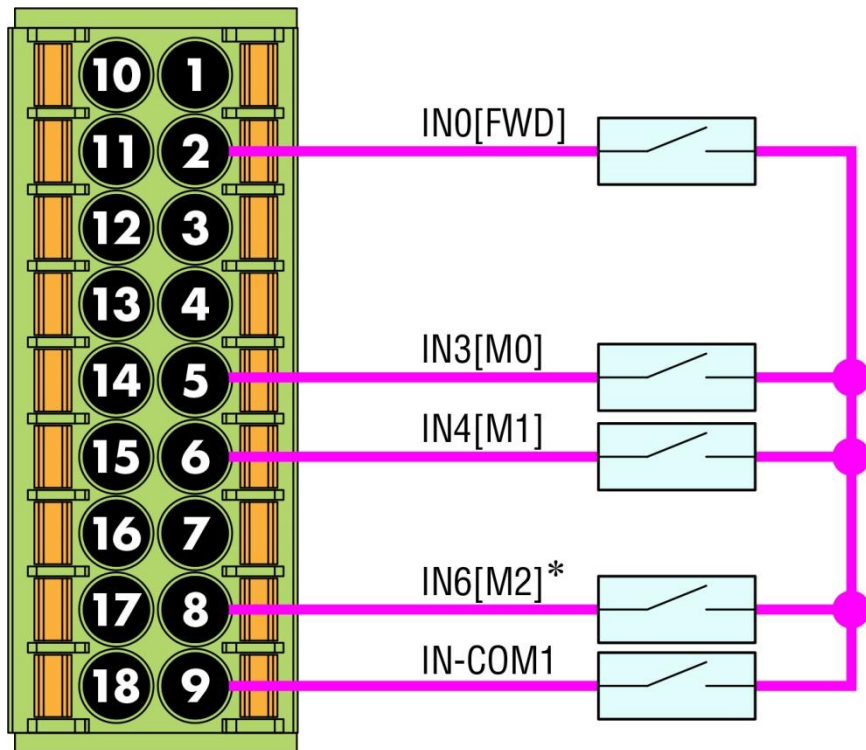 10 1
11 2 IN0[FWD]
12 3
13 4
14 5 IN3[M0]
15 6 IN4[M1]
16 7
17 8 IN6[M2]*
18 9 IN-COM1